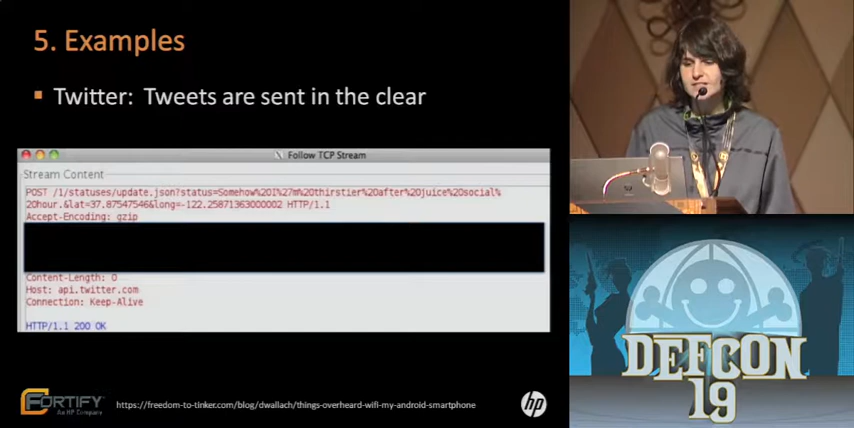 5. Examples
Twitter: Tweets are sent in the clear
Follow TCP Stream
Stream Content
POST /1/statuses/update.json?status=Somehow%20I%27m%20thirstier%20after%20juice%20social%
20hour.&lat=37.87547546&long=-122.25871363000002 HTTP/1.1
Accept-Encoding: gzip
Content-Length: 0
Host: api.twitter.com
Connection: Keep-Alive
HTTP/1.1 200 OK
FORTIFY
An HP Company
https://freedom-to-tinker.com/blog/dwallach/things-overheard-wifi-my-android-smartphone
hp
DEFCON
19